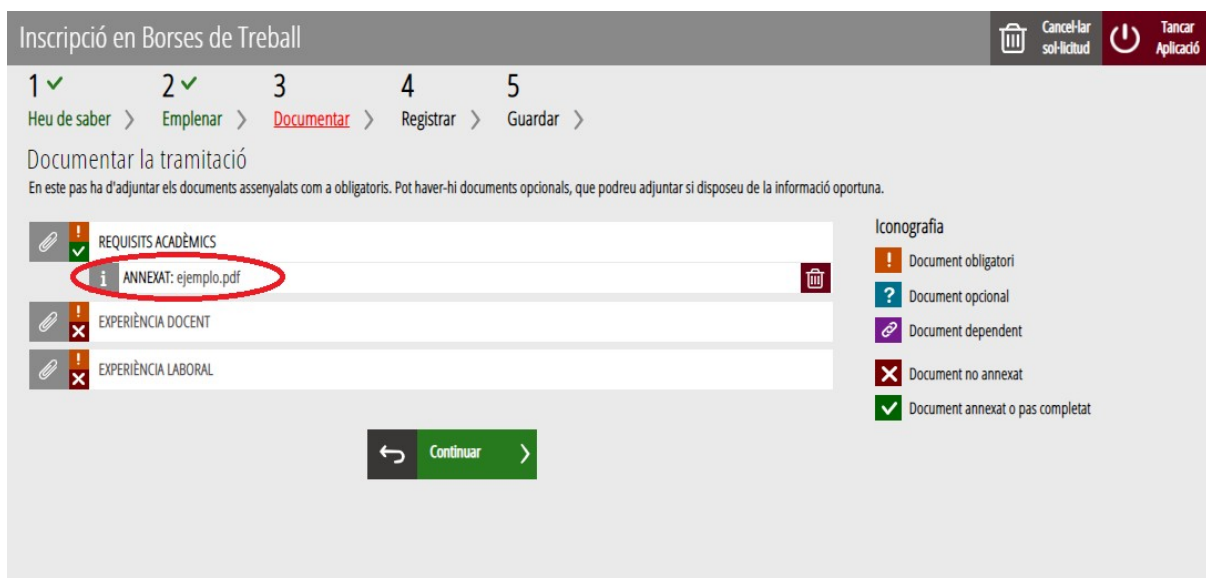 Inscripció en Borses de Treball
Cancel·lar
sol·licitud
Tancar
Aplicació
1 2 3 4 5
Heu de saber Emplenar Documentar Registrar Guardar
Documentar la tramitació
En este pas ha d'adjuntar els documents assenyalats com a obligatoris. Pot haver-hi documents opcionals, que podreu adjuntar si disposeu de la informació oportuna.
REQUISITS ACADÈMICS
ANNEXAT: ejemplo.pdf
EXPERIÈNCIA DOCENT
EXPERIÈNCIA LABORAL
Continuar
Iconografia
! Document obligatori
? Document opcional
Document dependent
Document no annexat
Document annexat o pas completat